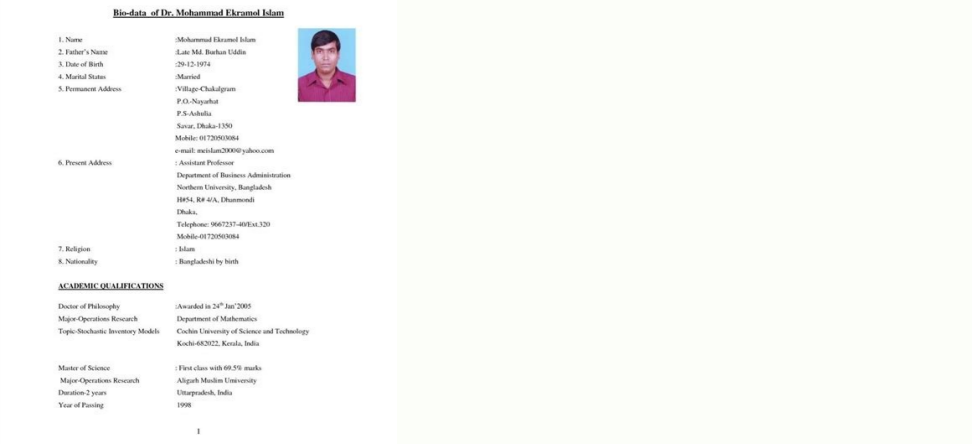 Bio-data of Dr. Mohammad Ekramol Islam
1. Name :Mohammad Ekramol Islam
2. Father's Name :Late Md. Burhan Uddin
3. Date of Birth :29-12-1974
4. Marital Status :Married
5. Permanent Address :Village-Chakalgram
P.O.-Nayarhat
P.S-Ashulia
Savar, Dhaka-1350
Mobile: 01720503084
e-mail: meislam2000@yahoo.com
6. Present Address : Assistant Professor
Department of Business Administration
Northern University, Bangladesh
H#54, R# 4/A, Dhanmondi
Dhaka,
Telephone: 9667237-40/Ext.320
Mobile-01720503084
7. Religion : Islam
8. Nationality : Bangladeshi by birth
ACADEMIC QUALIFICATIONS
Doctor of Philosophy :Awarded in 24th Jan'2005
Major-Operations Research Department of Mathematics
Topic-Stochastic Inventory Models Cochin University of Science and Technology
Kochi-682022, Kerala, India
Master of Science : First class with 69.5% marks
Major-Operations Research Aligarh Muslim University
Duration-2 years Uttarpradesh, India
Year of Passing 1998
1